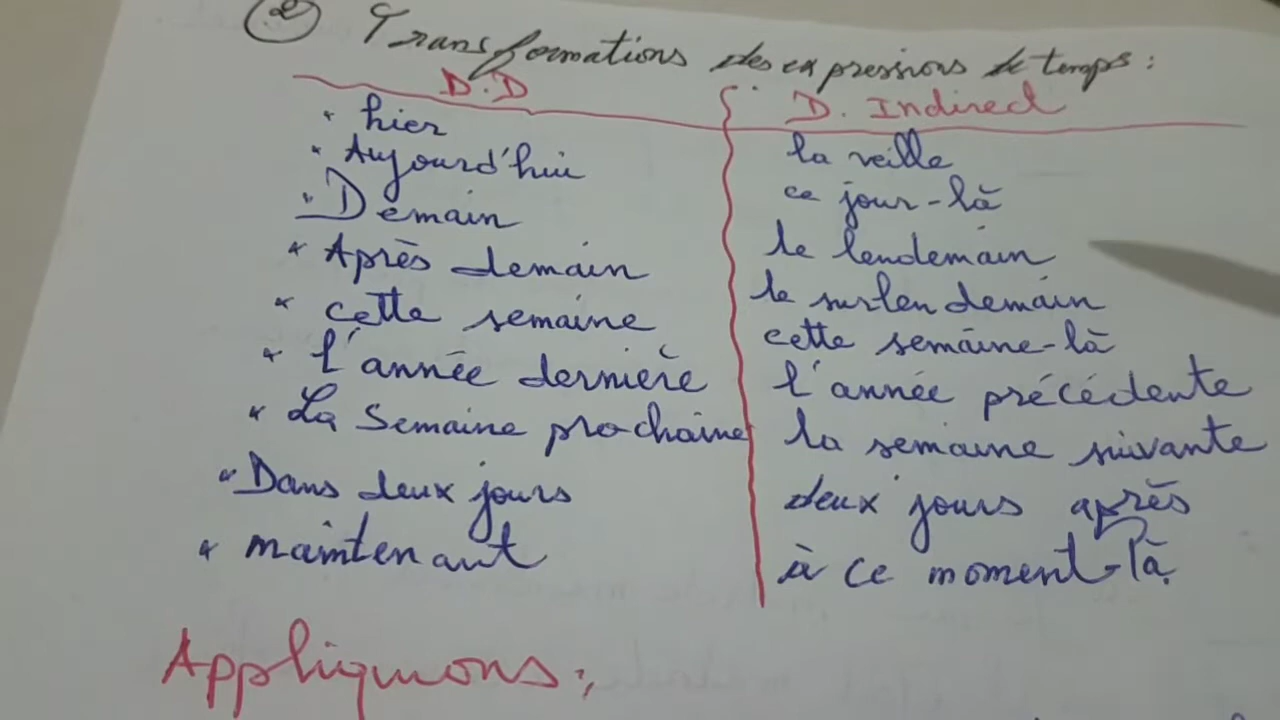 ② Transformations des expressions de temps :
D.D D. Indirect
* hier la veille
* Aujourd'hui ce jour-là
* Demain le lendemain
* Après demain le surlendemain
* cette semaine cette semaine-là
* l'année dernière l'année précédente
* La Semaine prochaine la semaine suivante
* Dans deux jours deux jours après
* maintenant à ce moment-là
Appliquons :